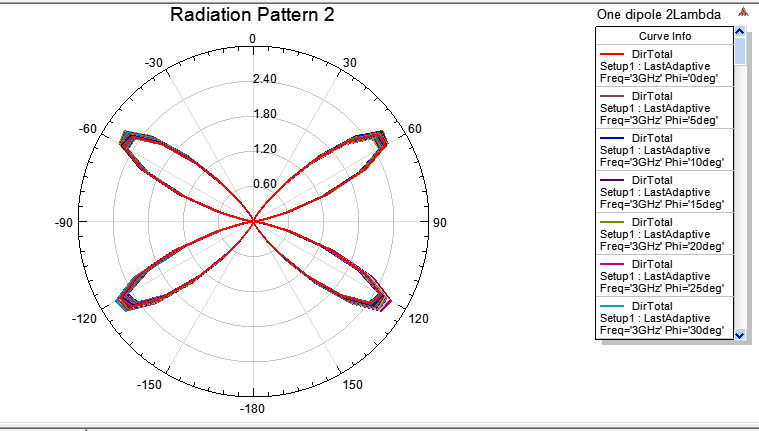 Radiation Pattern 2
One dipole 2Lambda
Curve Info
DirTotal
Setup1 : LastAdaptive
Freq='3GHz' Phi='0deg'
DirTotal
Setup1 : LastAdaptive
Freq='3GHz' Phi='5deg'
DirTotal
Setup1 : LastAdaptive
Freq='3GHz' Phi='10deg'
DirTotal
Setup1 : LastAdaptive
Freq='3GHz' Phi='15deg'
DirTotal
Setup1 : LastAdaptive
Freq='3GHz' Phi='20deg'
DirTotal
Setup1 : LastAdaptive
Freq='3GHz' Phi='25deg'
DirTotal
Setup1 : LastAdaptive
Freq='3GHz' Phi='30deg'
0
-30
30
2.40
-60
60
1.80
1.20
0.60
-90
90
-120
120
-150
150
-180